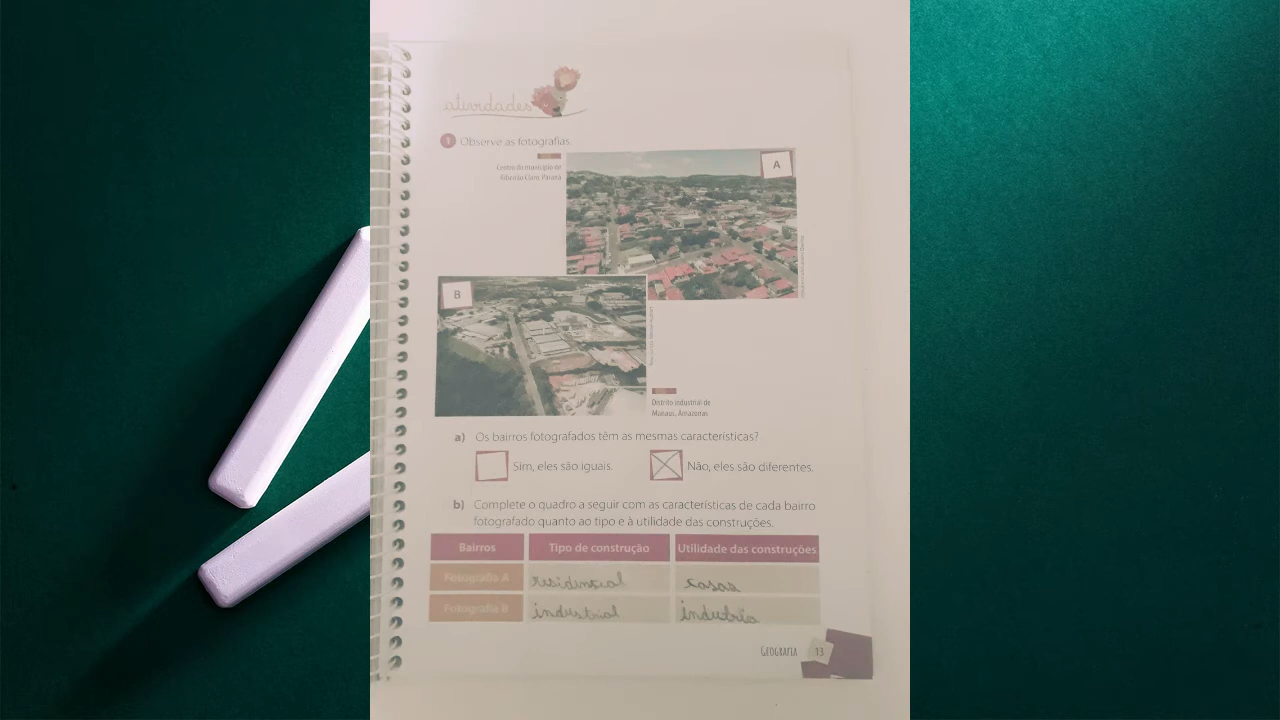 atividades
1 Observe as fotografias.
Centro do município de
Ribeirão Claro, Paraná
A
B
Distrito industrial de
Manaus, Amazonas
a) Os bairros fotografados têm as mesmas características?
Sim, eles são iguais. Não, eles são diferentes.
b) Complete o quadro a seguir com as características de cada bairro
fotografado quanto ao tipo e à utilidade das construções.
Bairros Tipo de construção Utilidade das construções
Fotografia A residencial casas
Fotografia B industrial indutria
GEOGRAFIA 13